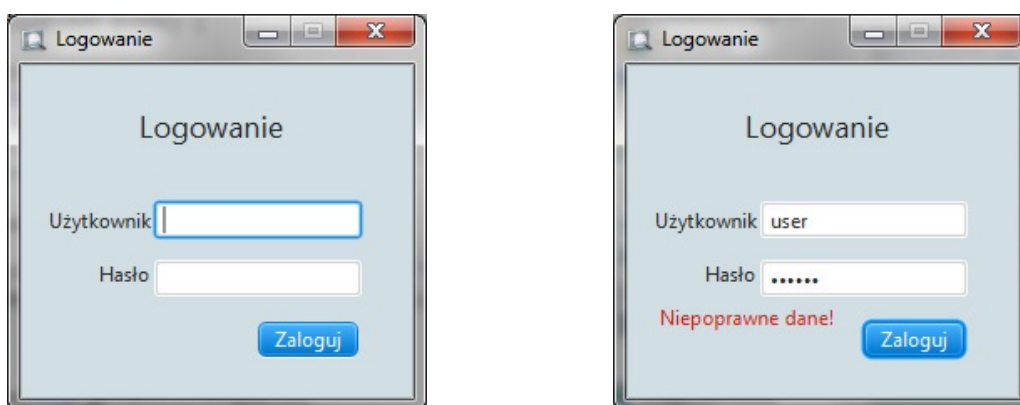 Logowanie
Logowanie
Użytkownik
Hasło
Zaloguj
Logowanie
Logowanie
Użytkownik user
Hasło ••••••
Niepoprawne dane!
Zaloguj